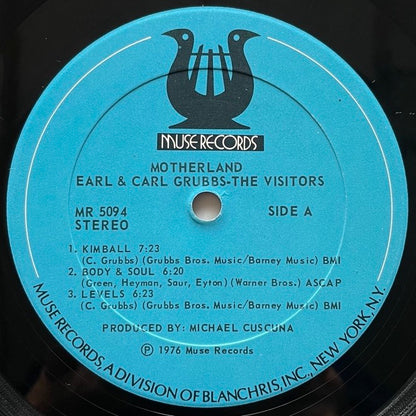 MUSE RECORDS
MOTHERLAND
EARL & CARL GRUBBS-THE VISITORS
MR 5094 SIDE A
STEREO
1. KIMBALL 7:23
(C. Grubbs) (Grubbs Bros. Music/Barney Music) BMI
2. BODY & SOUL 6:20
(Green, Heyman, Saur, Eyton) (Warner Bros.) ASCAP
3. LEVELS 6:23
(C. Grubbs) (Grubbs Bros. Music/Barney Music) BMI
PRODUCED BY: MICHAEL CUSCUNA
Ⓟ 1976 Muse Records
MUSE RECORDS, A DIVISION OF BLANCHRIS, INC., NEW YORK, N.Y.